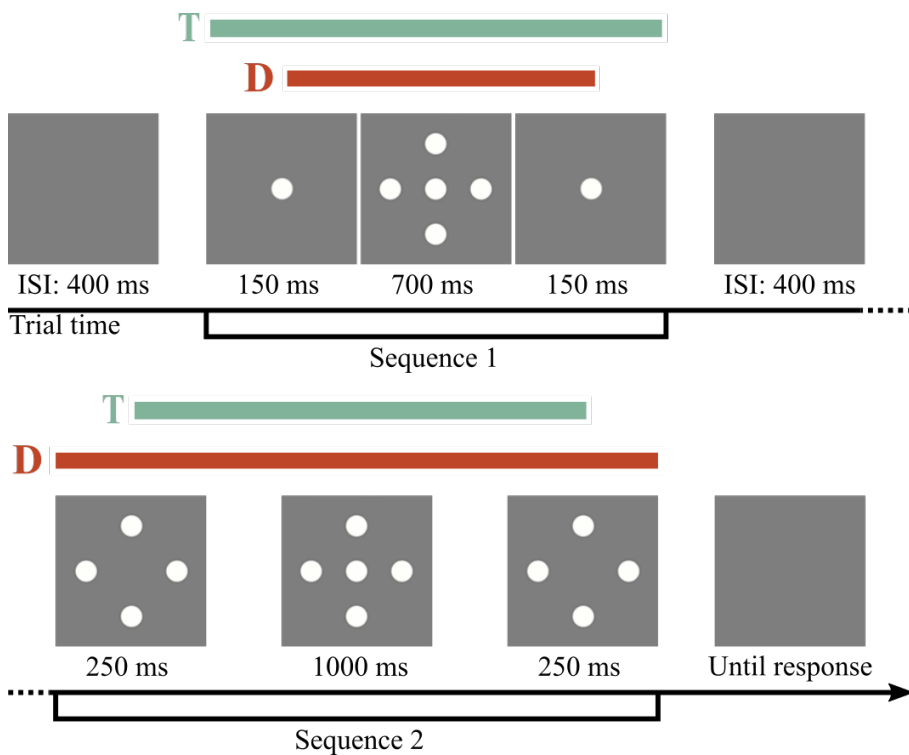 T
D
ISI: 400 ms 150 ms 700 ms 150 ms ISI: 400 ms
Trial time
Sequence 1
T
D
250 ms 1000 ms 250 ms Until response
Sequence 2